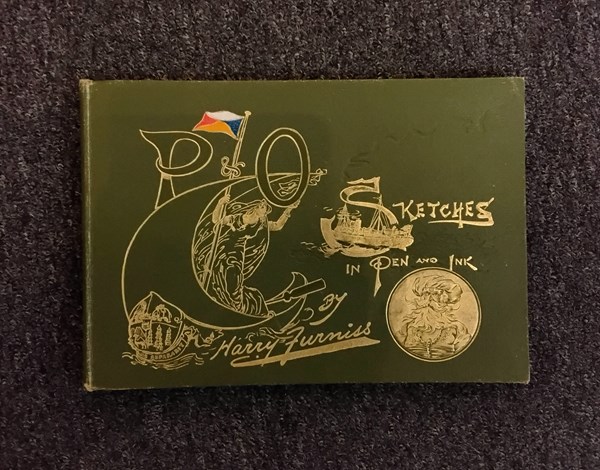 P & O
SKETCHES
IN PEN AND INK
BY
Harry Furniss